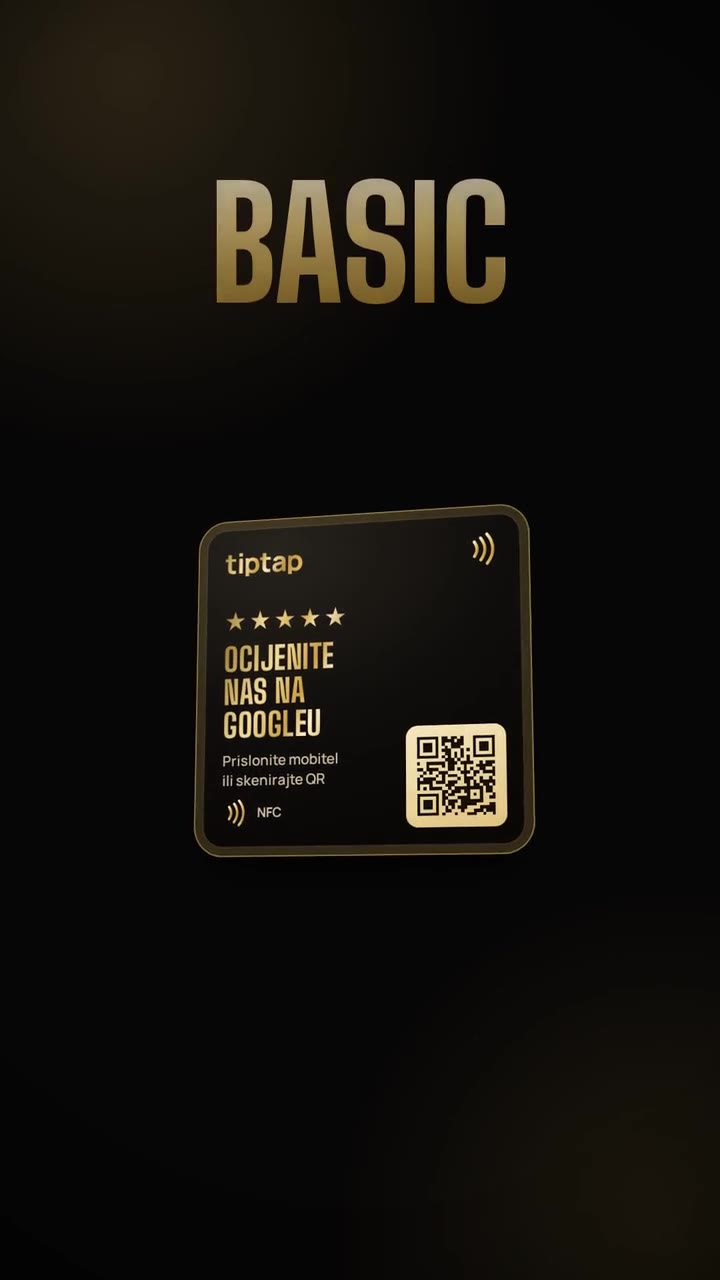 BASIC
tiptap
OCIJENITE
NAS NA
GOOGLEU
Prislonite mobitel
ili skenirajte QR
NFC